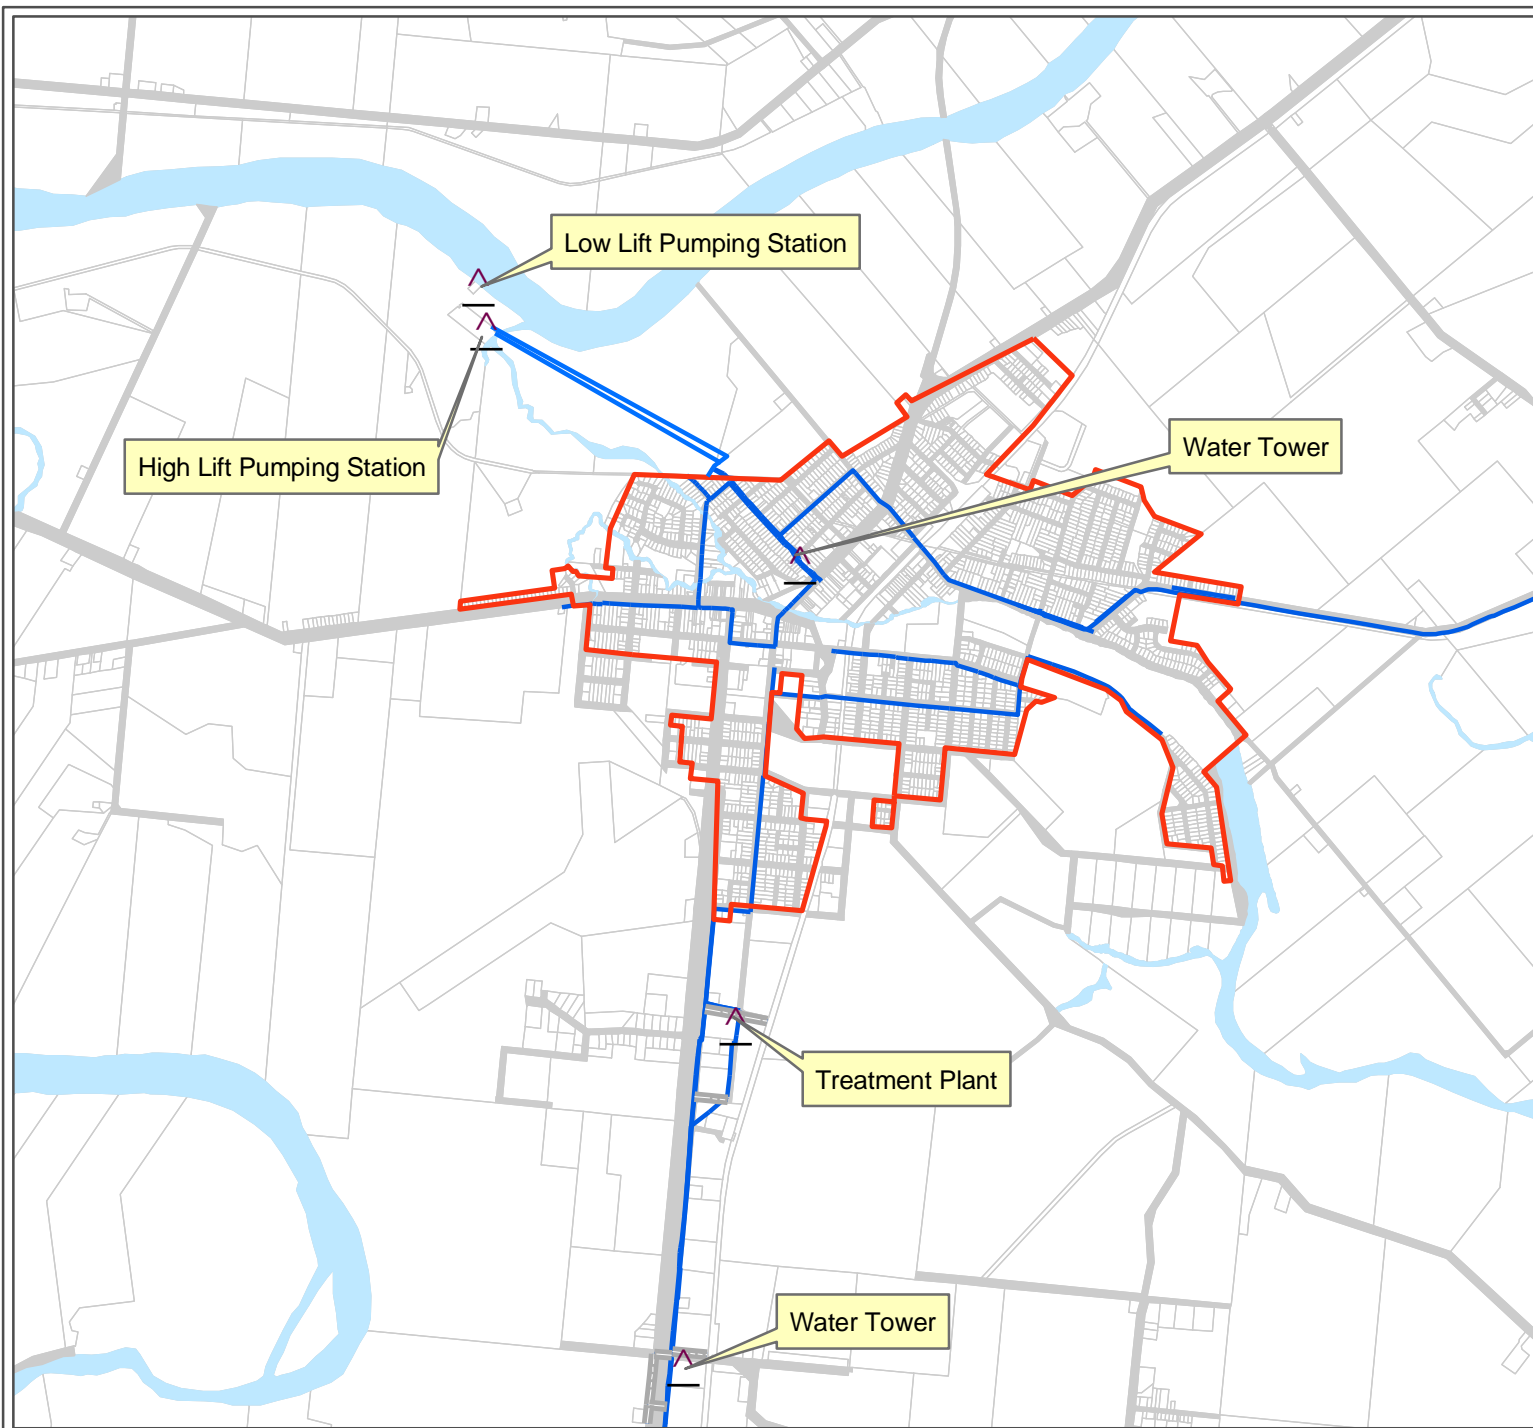 Low Lift Pumping Station
Water Tower
High Lift Pumping Station
Treatment Plant
Water Tower